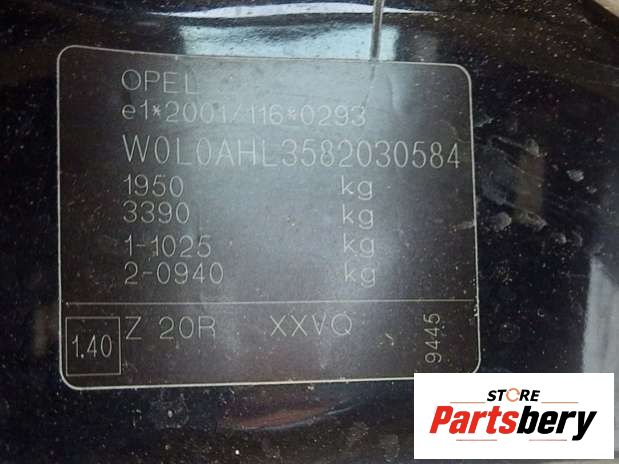 OPEL
e1*2001/116*0293
W0L0AHL3582030584
1950 kg
3390 kg
1-1025 kg
2-0940 kg
1.40 Z 20R XXVQ 9445
STORE
Partsbery